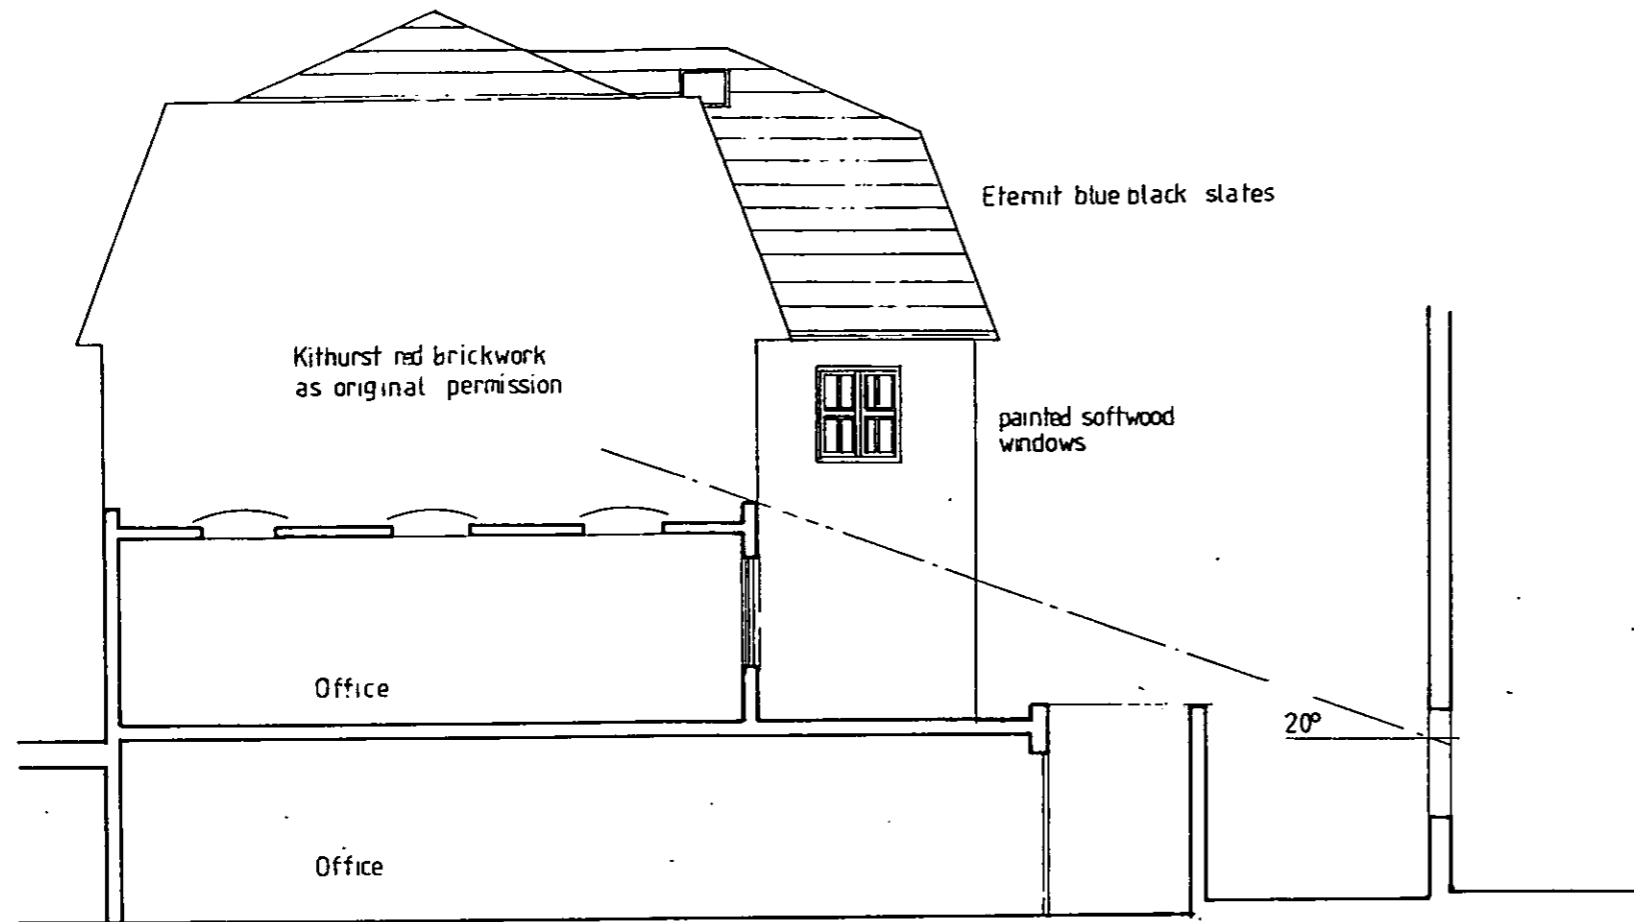 Eternit blue black slates
Kithurst red brickwork
as original permission
painted softwood
windows
Office
20°
Office